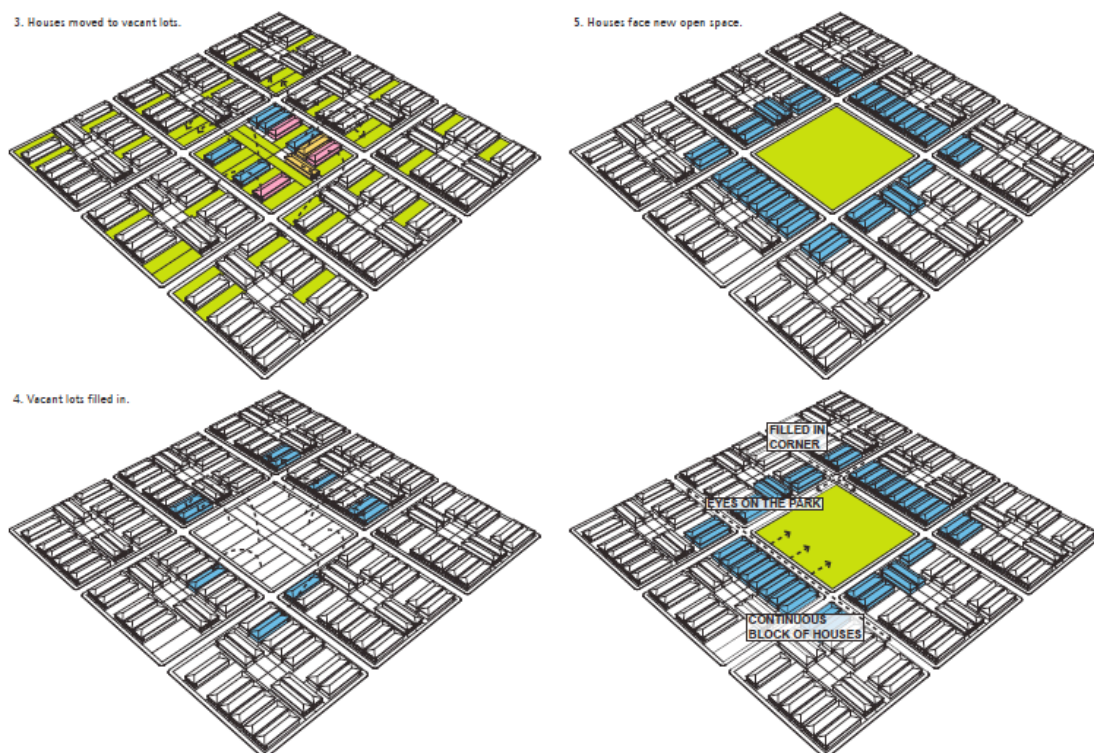 3. Houses moved to vacant lots.
5. Houses face new open space.
4. Vacant lots filled in.
FILLED IN
CORNER
EYES ON THE PARK
CONTINUOUS
BLOCK OF HOUSES